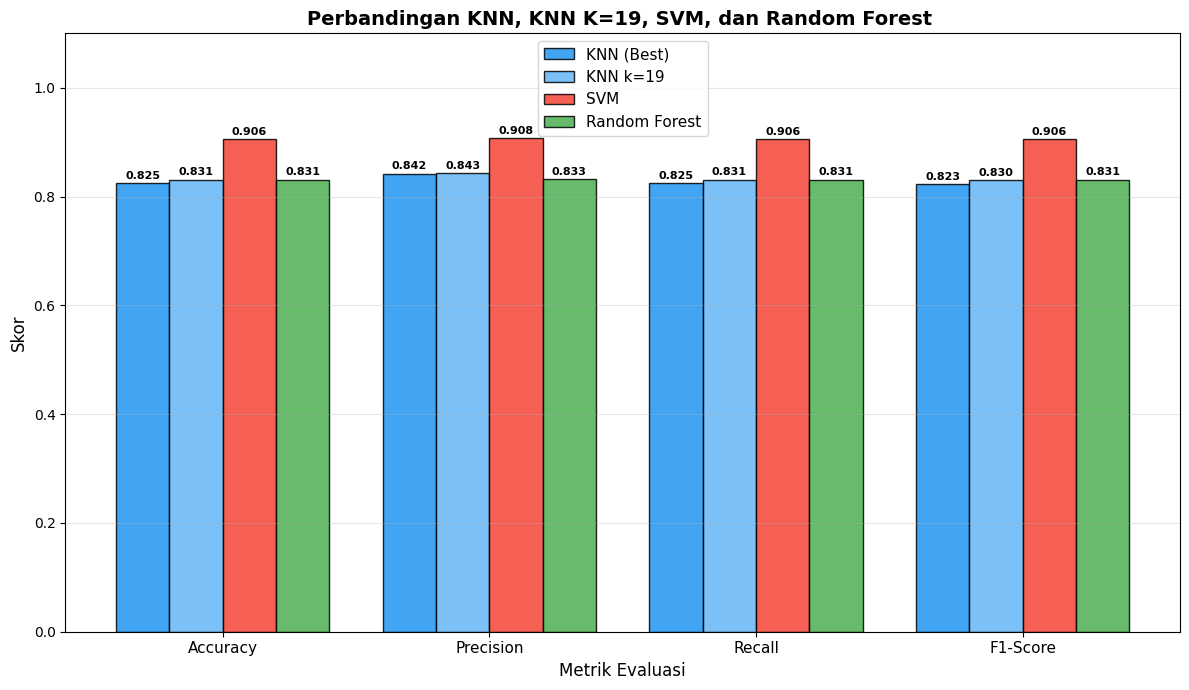 Perbandingan KNN, KNN K=19, SVM, dan Random Forest
KNN (Best)
KNN k=19
SVM
Random Forest
Skor
1.0
0.8
0.6
0.4
0.2
0.0
0.825 0.831 0.906 0.831
0.842 0.843 0.908 0.833
0.825 0.831 0.906 0.831
0.823 0.830 0.906 0.831
Accuracy Precision Recall F1-Score
Metrik Evaluasi